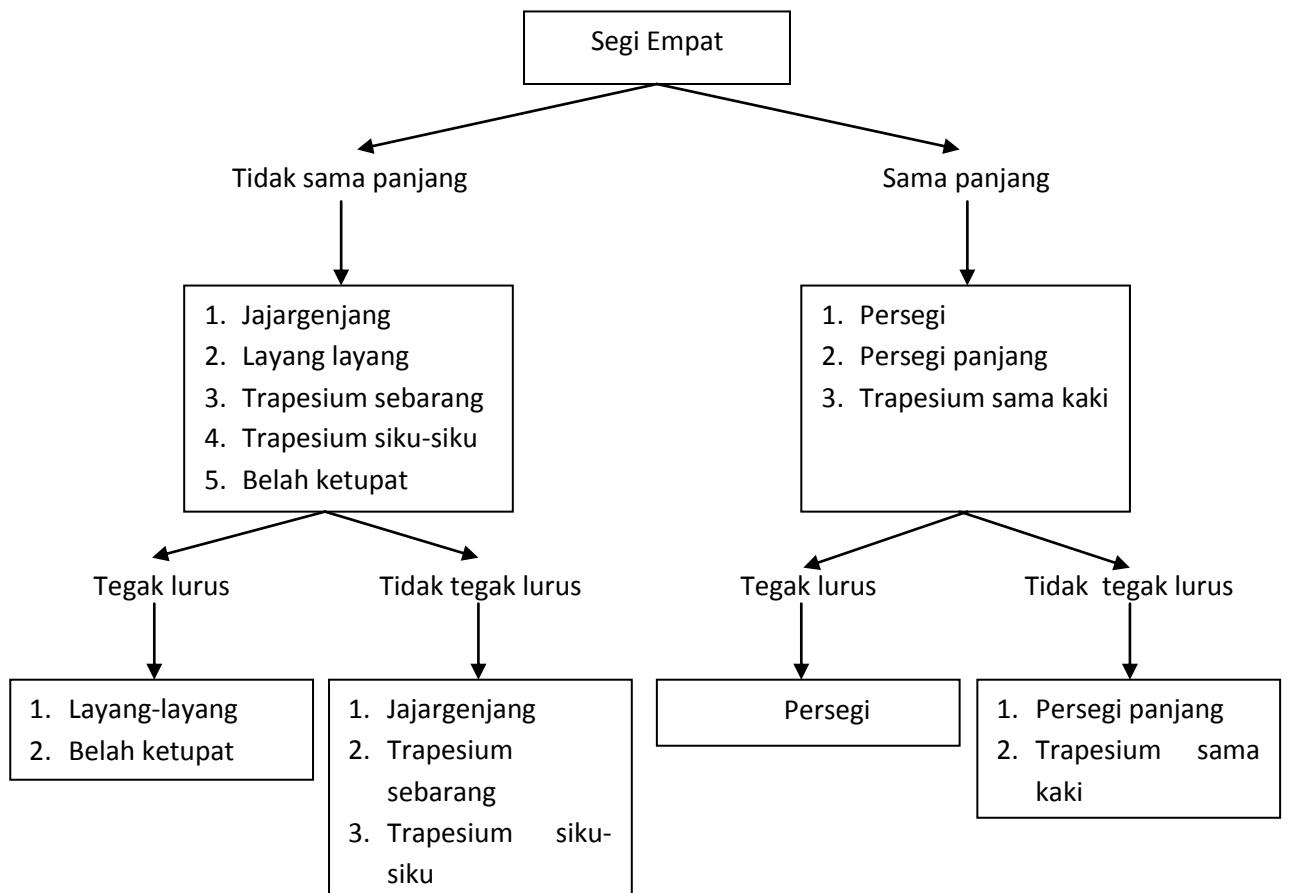 Segi Empat
Tidak sama panjang
Sama panjang
1. Jajargenjang
2. Layang layang
3. Trapesium sebarang
4. Trapesium siku-siku
5. Belah ketupat
1. Persegi
2. Persegi panjang
3. Trapesium sama kaki
Tegak lurus
Tidak tegak lurus
Tegak lurus
Tidak tegak lurus
1. Layang-layang
2. Belah ketupat
1. Jajargenjang
2. Trapesium
sebarang
3. Trapesium siku-
siku
Persegi
1. Persegi panjang
2. Trapesium sama
kaki